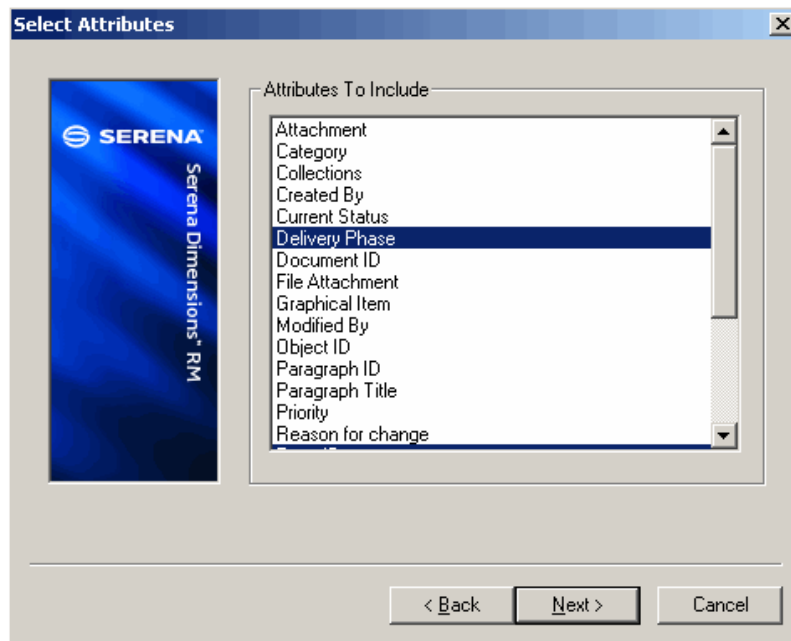 Select Attributes
SERENA
Serena Dimensions® RM
Attributes To Include
Attachment
Category
Collections
Created By
Current Status
Delivery Phase
Document ID
File Attachment
Graphical Item
Modified By
Object ID
Paragraph ID
Paragraph Title
Priority
Reason for change
< Back
Next >
Cancel